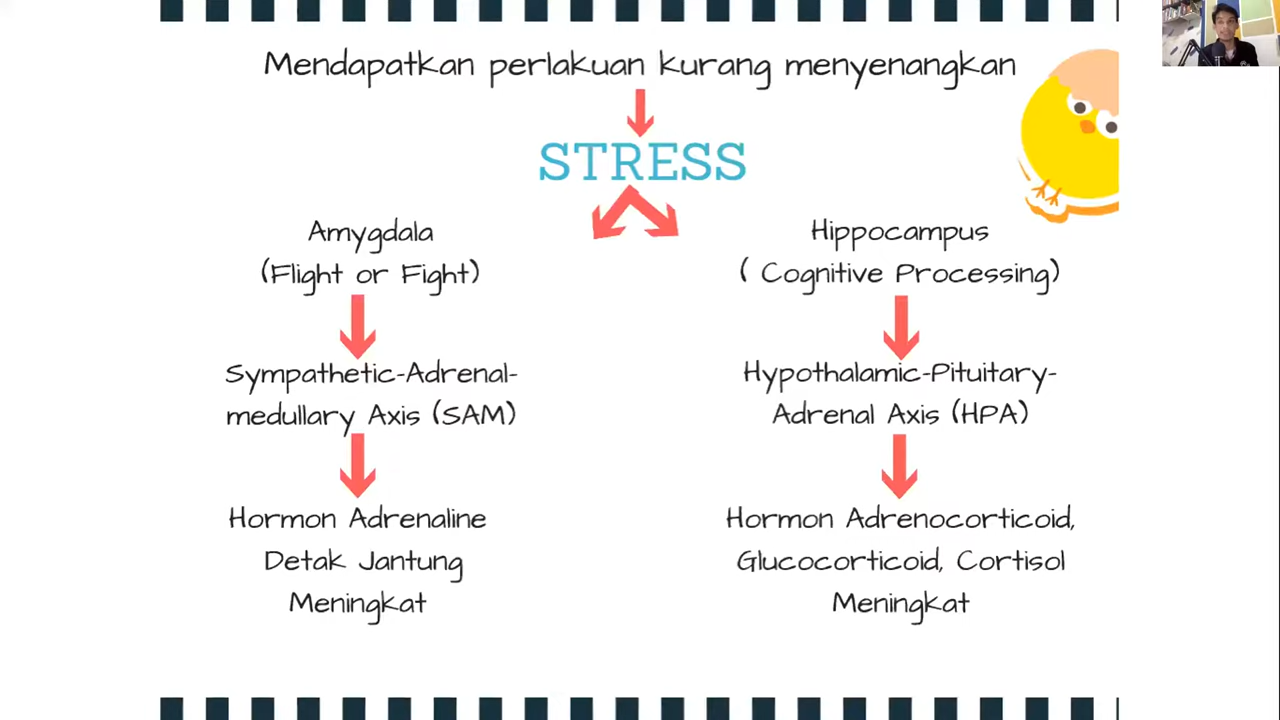 Mendapatkan perlakuan kurang menyenangkan
STRESS
Amygdala
(Flight or Fight)
Sympathetic-Adrenal-
medullary Axis (SAM)
Hormon Adrenaline
Detak Jantung
Meningkat
Hippocampus
( Cognitive Processing)
Hypothalamic-Pituitary-
Adrenal Axis (HPA)
Hormon Adrenocorticoid,
Glucocorticoid, Cortisol
Meningkat